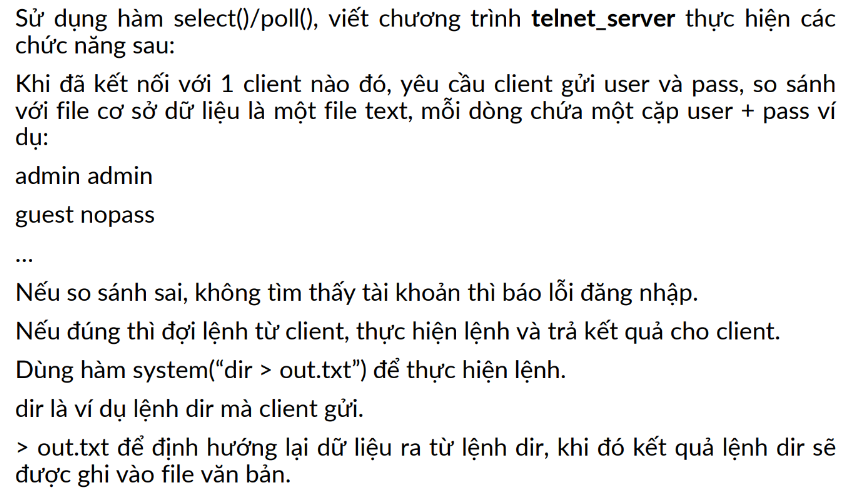 Sử dụng hàm select()/poll(), viết chương trình telnet_server thực hiện các
chức năng sau:
Khi đã kết nối với 1 client nào đó, yêu cầu client gửi user và pass, so sánh
với file cơ sở dữ liệu là một file text, mỗi dòng chứa một cặp user + pass ví
dụ:
admin admin
guest nopass
...
Nếu so sánh sai, không tìm thấy tài khoản thì báo lỗi đăng nhập.
Nếu đúng thì đợi lệnh từ client, thực hiện lệnh và trả kết quả cho client.
Dùng hàm system(“dir > out.txt”) để thực hiện lệnh.
dir là ví dụ lệnh dir mà client gửi.
> out.txt để định hướng lại dữ liệu ra từ lệnh dir, khi đó kết quả lệnh dir sẽ
được ghi vào file văn bản.